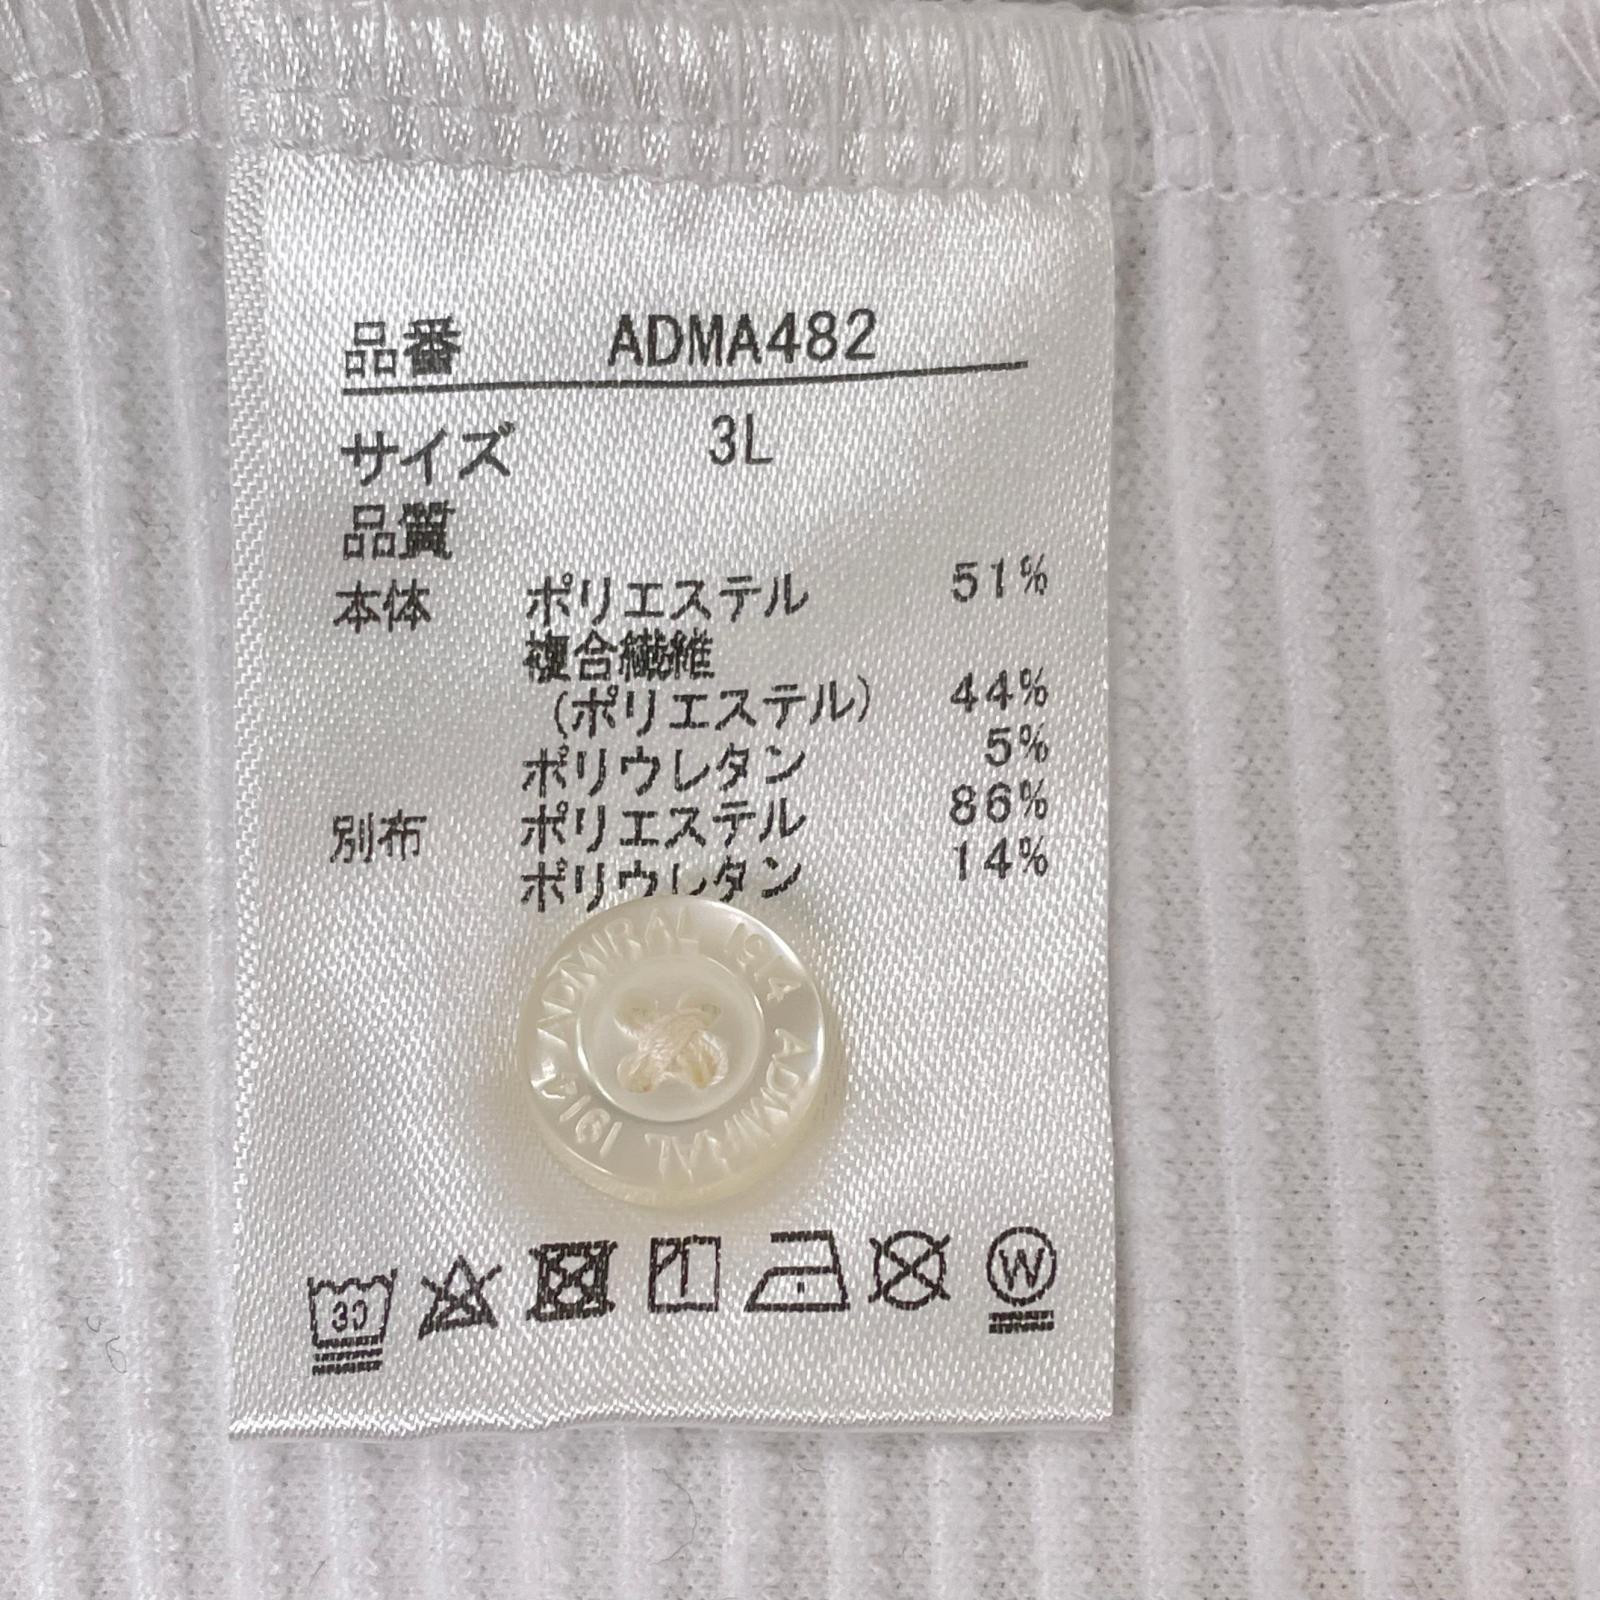 品番 ADMA482
サイズ 3L
品質
本体 ポリエステル 51%
複合繊維
(ポリエステル) 44%
ポリウレタン 5%
別布 ポリエステル 86%
ポリウレタン 14%
ADMIRAL 1914 ADMIRAL 1914
30
W